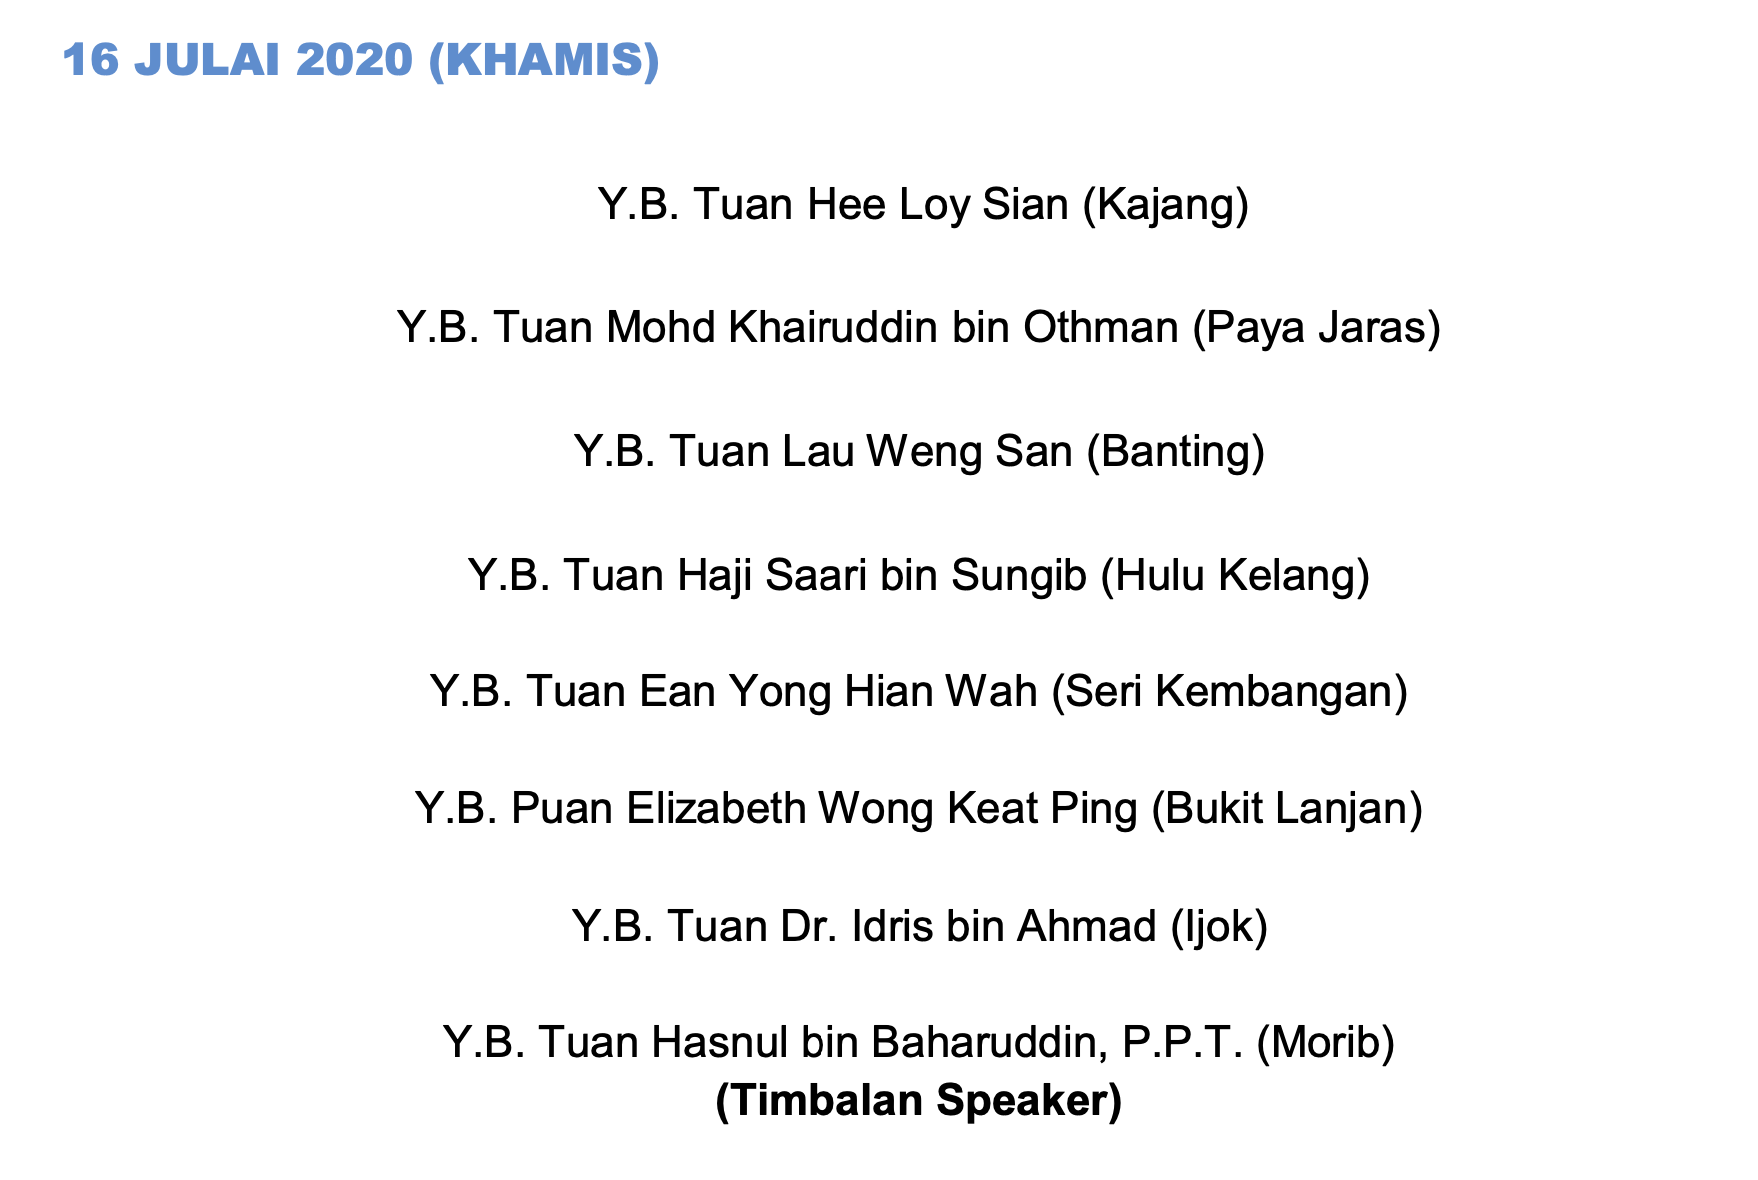 16 JULAI 2020 (KHAMIS)
Y.B. Tuan Hee Loy Sian (Kajang)
Y.B. Tuan Mohd Khairuddin bin Othman (Paya Jaras)
Y.B. Tuan Lau Weng San (Banting)
Y.B. Tuan Haji Saari bin Sungib (Hulu Kelang)
Y.B. Tuan Ean Yong Hian Wah (Seri Kembangan)
Y.B. Puan Elizabeth Wong Keat Ping (Bukit Lanjan)
Y.B. Tuan Dr. Idris bin Ahmad (Ijok)
Y.B. Tuan Hasnul bin Baharuddin, P.P.T. (Morib)
(Timbalan Speaker)